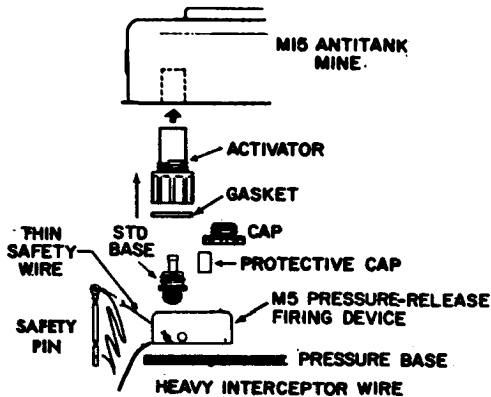 M15 ANTITANK
MINE
ACTIVATOR
GASKET
CAP
THIN
SAFETY
WIRE
STD
BASE
PROTECTIVE CAP
M5 PRESSURE-RELEASE
FIRING DEVICE
SAFETY
PIN
PRESSURE BASE
HEAVY INTERCEPTOR WIRE